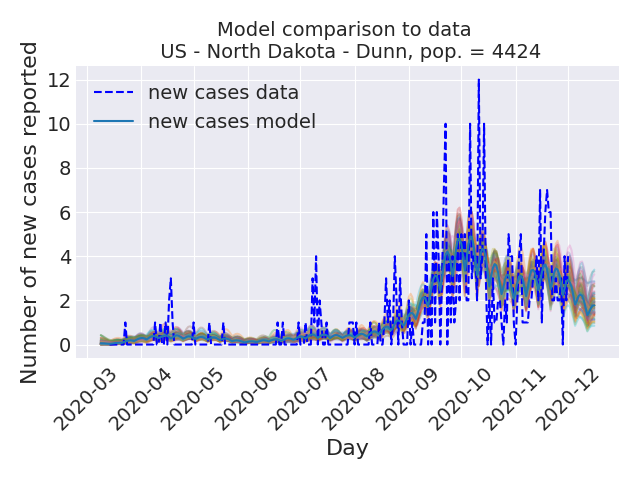 Model comparison to data
US - North Dakota - Dunn, pop. = 4424
Number of new cases reported
12
10
8
6
4
2
0
new cases data
new cases model
2020-03
2020-04
2020-05
2020-06
2020-07
2020-08
2020-09
2020-10
2020-11
2020-12
Day